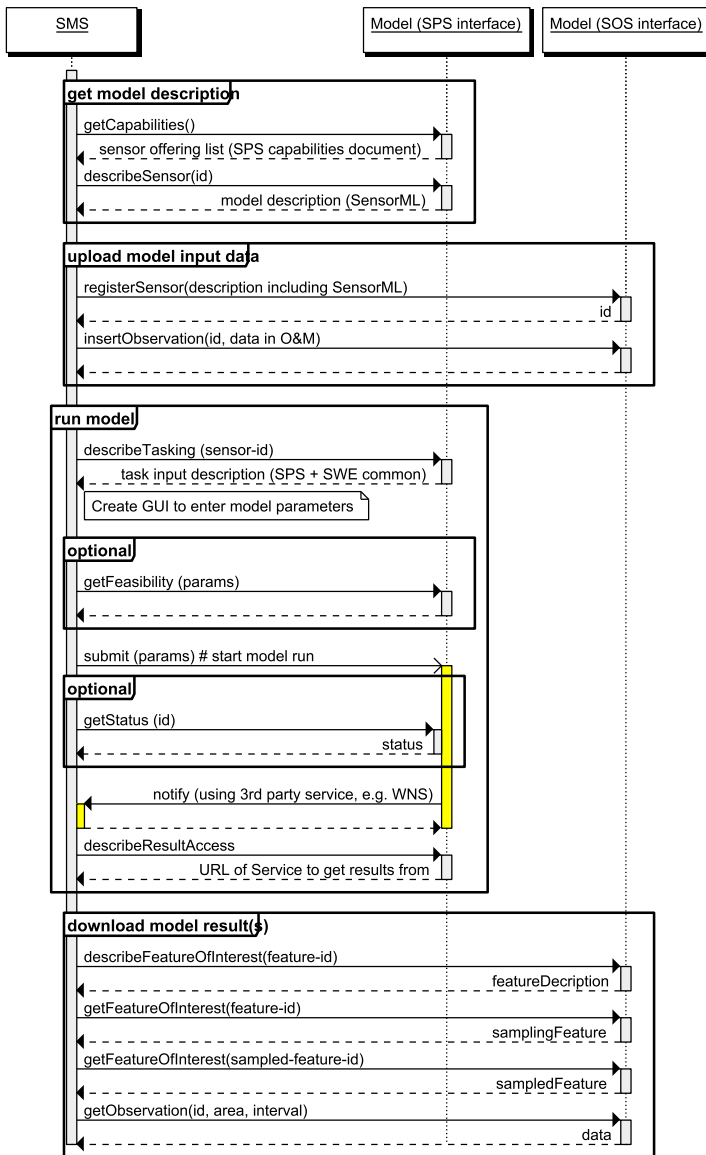 SMS
Model (SPS interface)
Model (SOS interface)
get model description
getCapabilities()
sensor offering list (SPS capabilities document)
describeSensor(id)
model description (SensorML)
upload model input data
registerSensor(description including SensorML)
id
insertObservation(id, data in O&M)
run model
describeTasking (sensor-id)
task input description (SPS + SWE common)
Create GUI to enter model parameters
optional
getFeasibility (params)
submit (params) # start model run
optional
getStatus (id)
status
notify (using 3rd party service, e.g. WNS)
describeResultAccess
URL of Service to get results from
download model result(s)
describeFeatureOfInterest(feature-id)
featureDecription
getFeatureOfInterest(feature-id)
samplingFeature
getFeatureOfInterest(sampled-feature-id)
sampledFeature
getObservation(id, area, interval)
data